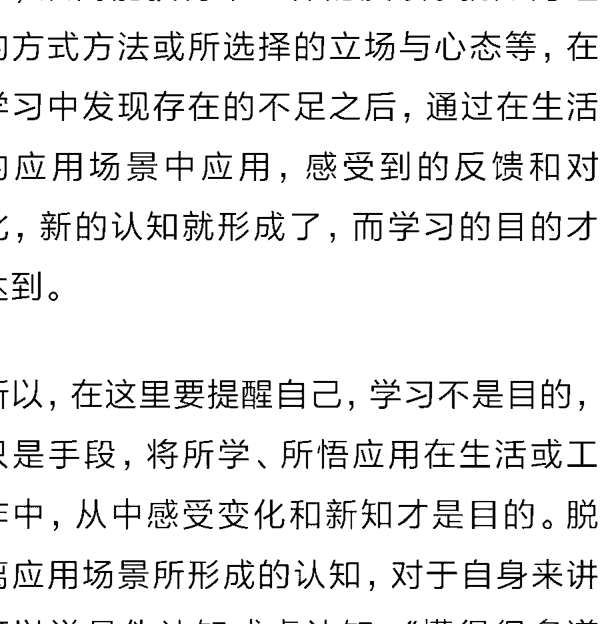 的方式方法或所选择的立场与心态等，在
学习中发现存在的不足之后，通过在生活
的应用场景中应用，感受到的反馈和对
化，新的认知就形成了，而学习的目的才
达到。
所以，在这里要提醒自己，学习不是目的，
只是手段，将所学、所悟应用在生活或工
作中，从中感受变化和新知才是目的。脱
离应用场景所形成的认知，对于自身来讲